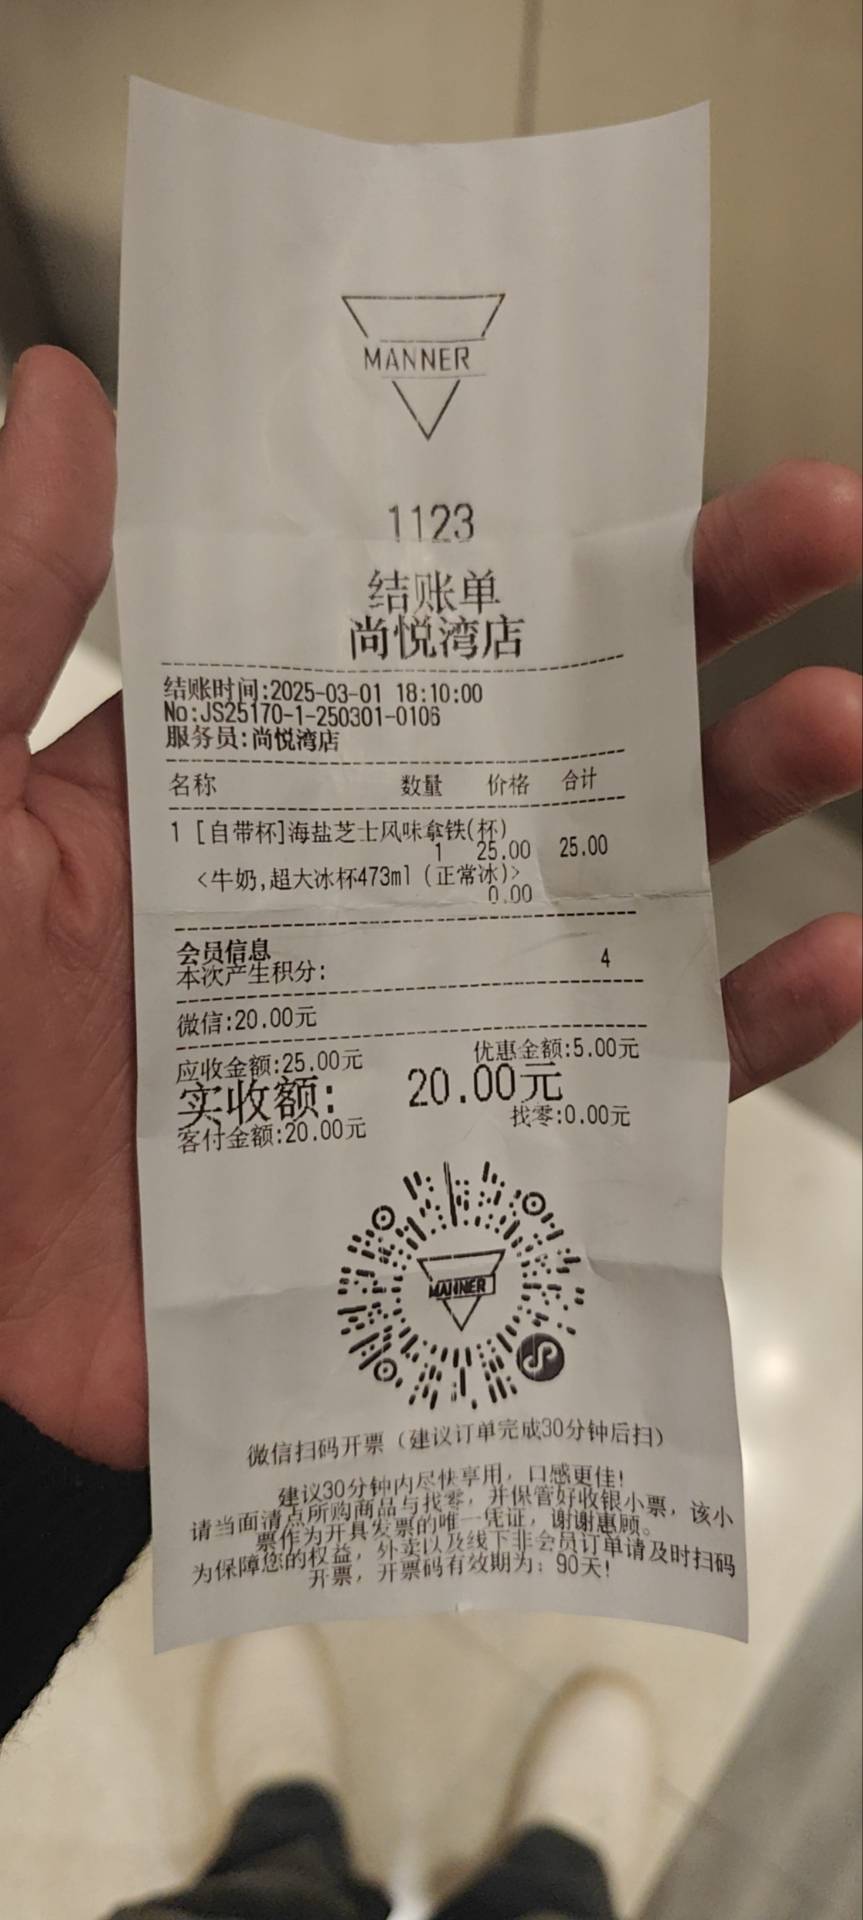 MANNER
1123
结账单
尚悦湾店
结账时间:2025-03-01 18:10:00
No:JS25170-1-250301-0106
服务员:尚悦湾店
名称 数量 价格 合计
1 [自带杯]海盐芝士风味拿铁(杯)
1 25.00 25.00
<牛奶,超大冰杯473ml (正常冰)>
0.00
会员信息
本次产生积分: 4
微信:20.00元
应收金额:25.00元 优惠金额:5.00元
实收额: 20.00元
客付金额:20.00元 找零:0.00元
MANNER
微信扫码开票（建议订单完成30分钟后扫）
建议30分钟内尽快享用，口感更佳!
请当面清点所购商品与找零，并保管好收银小票，该小
票作为开具发票的唯一凭证，谢谢惠顾。
为保障您的权益，外卖以及线下非会员订单请及时扫码
开票，开票码有效期为：90天!